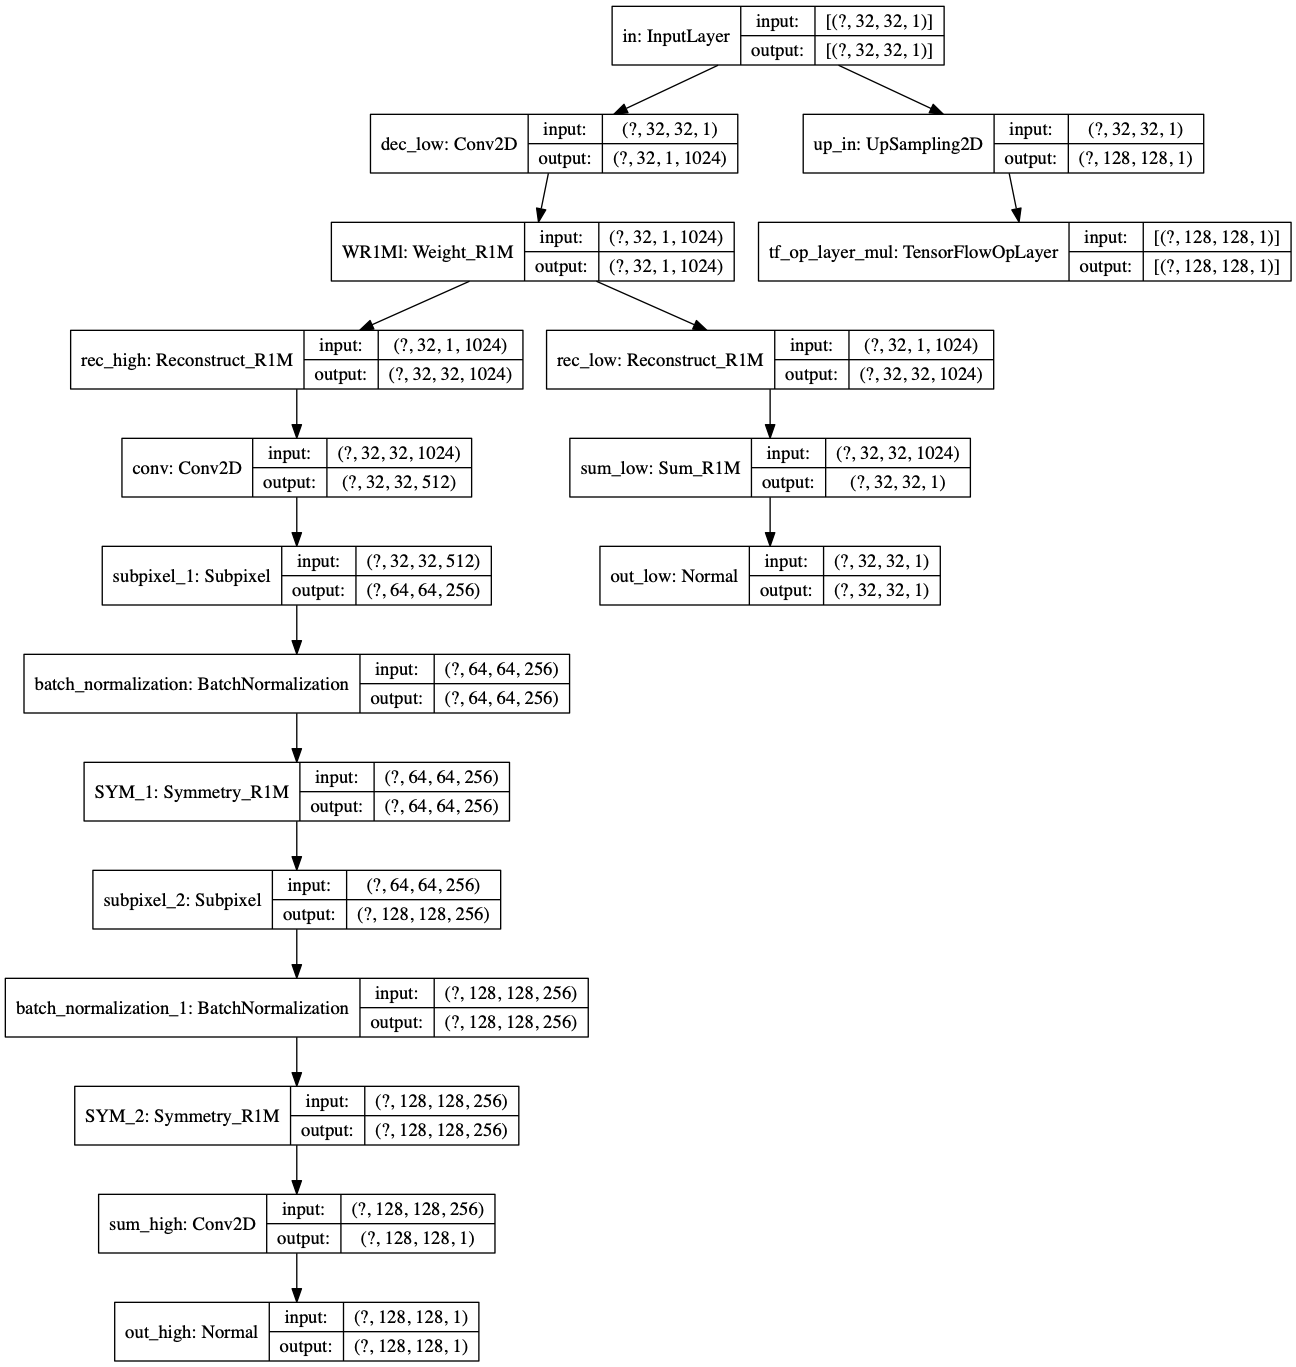 in: InputLayer
input: [(?, 32, 32, 1)]
output: [(?, 32, 32, 1)]
dec_low: Conv2D
input: (?, 32, 32, 1)
output: (?, 32, 1, 1024)
up_in: UpSampling2D
input: (?, 32, 32, 1)
output: (?, 128, 128, 1)
WR1Ml: Weight_R1M
input: (?, 32, 1, 1024)
output: (?, 32, 1, 1024)
tf_op_layer_mul: TensorFlowOpLayer
input: [(?, 128, 128, 1)]
output: [(?, 128, 128, 1)]
rec_high: Reconstruct_R1M
input: (?, 32, 1, 1024)
output: (?, 32, 32, 1024)
rec_low: Reconstruct_R1M
input: (?, 32, 1, 1024)
output: (?, 32, 32, 1024)
conv: Conv2D
input: (?, 32, 32, 1024)
output: (?, 32, 32, 512)
sum_low: Sum_R1M
input: (?, 32, 32, 1024)
output: (?, 32, 32, 1)
subpixel_1: Subpixel
input: (?, 32, 32, 512)
output: (?, 64, 64, 256)
out_low: Normal
input: (?, 32, 32, 1)
output: (?, 32, 32, 1)
batch_normalization: BatchNormalization
input: (?, 64, 64, 256)
output: (?, 64, 64, 256)
SYM_1: Symmetry_R1M
input: (?, 64, 64, 256)
output: (?, 64, 64, 256)
subpixel_2: Subpixel
input: (?, 64, 64, 256)
output: (?, 128, 128, 256)
batch_normalization_1: BatchNormalization
input: (?, 128, 128, 256)
output: (?, 128, 128, 256)
SYM_2: Symmetry_R1M
input: (?, 128, 128, 256)
output: (?, 128, 128, 256)
sum_high: Conv2D
input: (?, 128, 128, 256)
output: (?, 128, 128, 1)
out_high: Normal
input: (?, 128, 128, 1)
output: (?, 128, 128, 1)